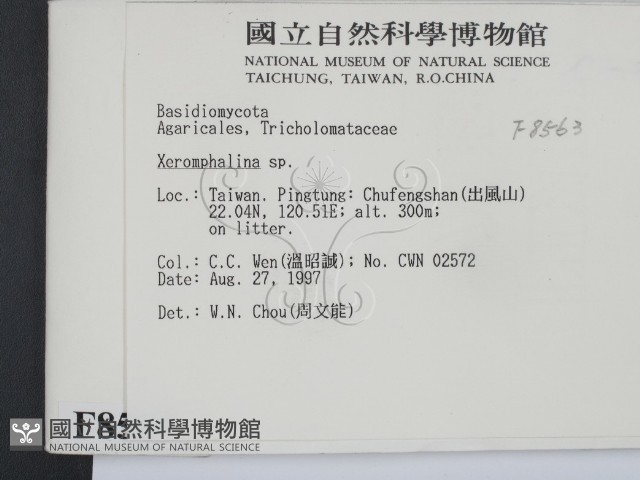 國立自然科學博物館
NATIONAL MUSEUM OF NATURAL SCIENCE
TAICHUNG, TAIWAN, R.O.CHINA
Basidiomycota
Agaricales, Tricholomataceae
F8563
Xeromphalina sp.
Loc.: Taiwan. Pingtung: Chufengshan(出風山)
22.04N, 120.51E; alt. 300m;
on litter.
Col.: C.C. Wen(溫昭誠); No. CWN 02572
Date: Aug. 27, 1997
Det.: W.N. Chou(周文能)
F85
國立自然科學博物館
NATIONAL MUSEUM OF NATURAL SCIENCE